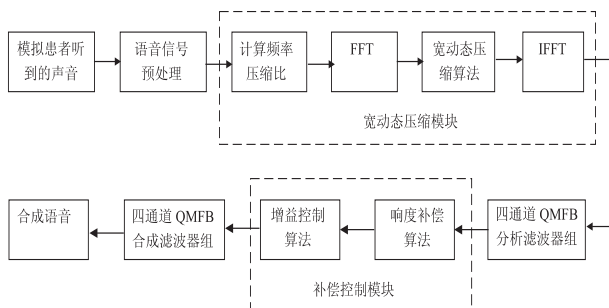 模拟患者听
到的声音
语音信号
预处理
计算频率
压缩比
FFT
宽动态压
缩算法
IFFT
宽动态压缩模块
合成语音
四通道 QMFB
合成滤波器组
增益控制
算法
响度补偿
算法
四通道 QMFB
分析滤波器组
补偿控制模块